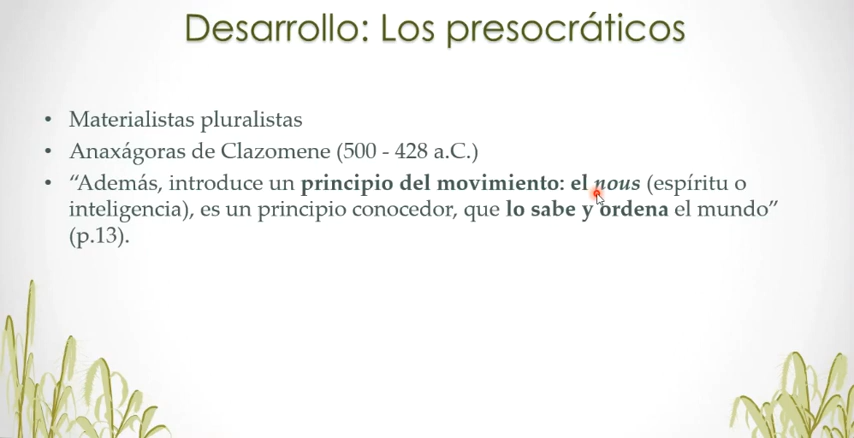 Desarrollo: Los presocráticos
• Materialistas pluralistas
• Anaxágoras de Clazomene (500 - 428 a.C.)
• “Además, introduce un principio del movimiento: el nous (espíritu o
inteligencia), es un principio conocedor, que lo sabe y ordena el mundo”
(p.13).